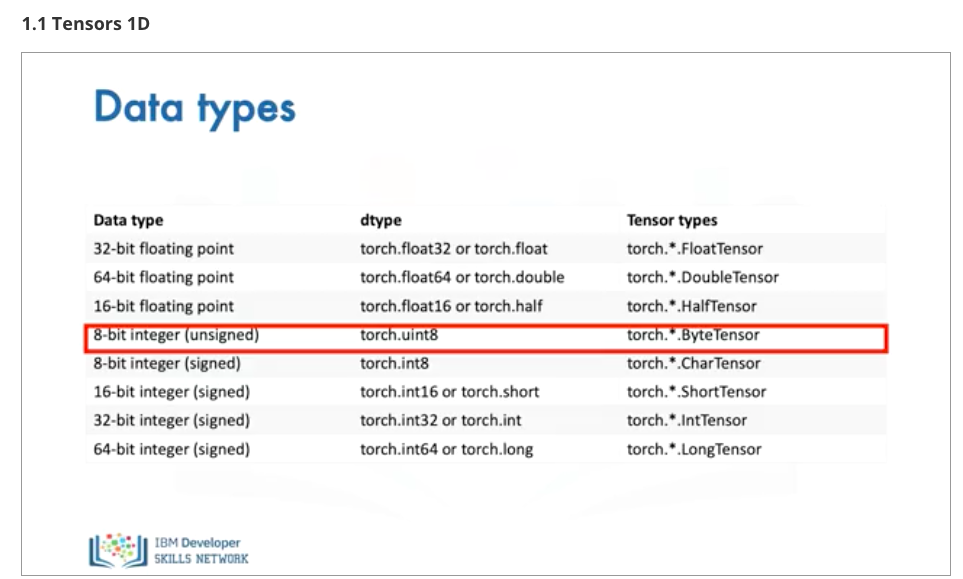 1.1 Tensors 1D
Data types
Data type dtype Tensor types
32-bit floating point torch.float32 or torch.float torch.*.FloatTensor
64-bit floating point torch.float64 or torch.double torch.*.DoubleTensor
16-bit floating point torch.float16 or torch.half torch.*.HalfTensor
8-bit integer (unsigned) torch.uint8 torch.*.ByteTensor
8-bit integer (signed) torch.int8 torch.*.CharTensor
16-bit integer (signed) torch.int16 or torch.short torch.*.ShortTensor
32-bit integer (signed) torch.int32 or torch.int torch.*.IntTensor
64-bit integer (signed) torch.int64 or torch.long torch.*.LongTensor
IBM Developer
SKILLS NETWORK